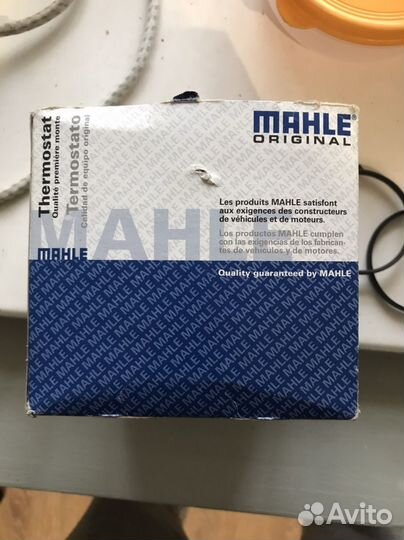 MAHLE
ORIGINAL
Thermostat
Qualité première monte
Termostato
Calidad de equipo original
MAHLE
MAHLE
Les produits MAHLE satisfont
aux exigences des constructeurs
de véhicules et de moteurs.
Los productos MAHLE cumplen
con las exigencias de los fabrican-
tes de vehículos y de motores.
Quality guaranteed by MAHLE
Avito